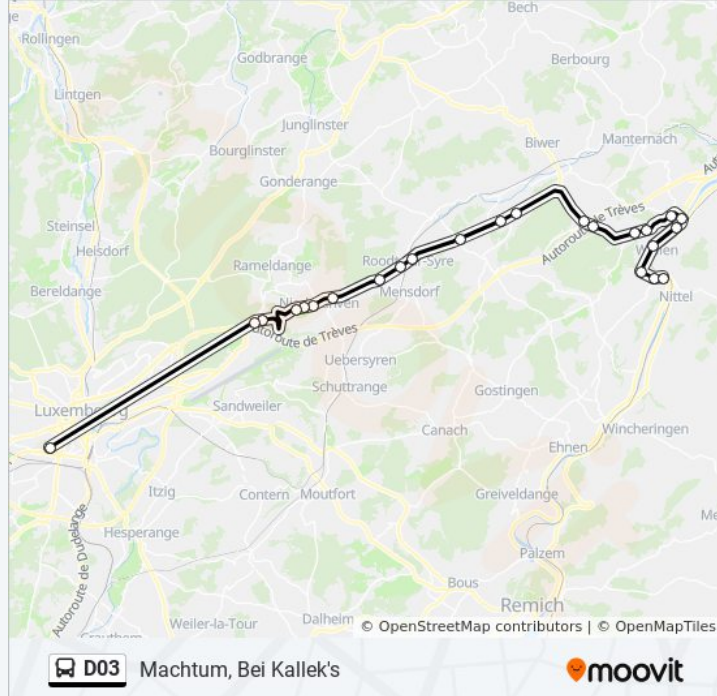 Bech
Rollingen
Godbrange
Berbourg
Lintgen
Junglinster
Biwer
Manternach
Bourglinster
Gonderange
Autoroute de Trèves
Steinsel
Helsdorf
Rameldange
Roodt-sur-Syre
Bereldange
Mensdorf
Nittel
Autoroute de Trèves
Uebersyren
Schuttrange
Gostingen
Luxembourg
Sandweiler
Canach
Wincheringen
Ehnen
Itzig
Contern
Moutfort
Greiveldange
Hesperange
Palzem
Autoroute de Dudelange
Bous
Remich
Weiler-la-Tour
Dalheim
© OpenStreetMap contributors | © OpenMapTiles
D03
Machtum, Bei Kallek's
moovit